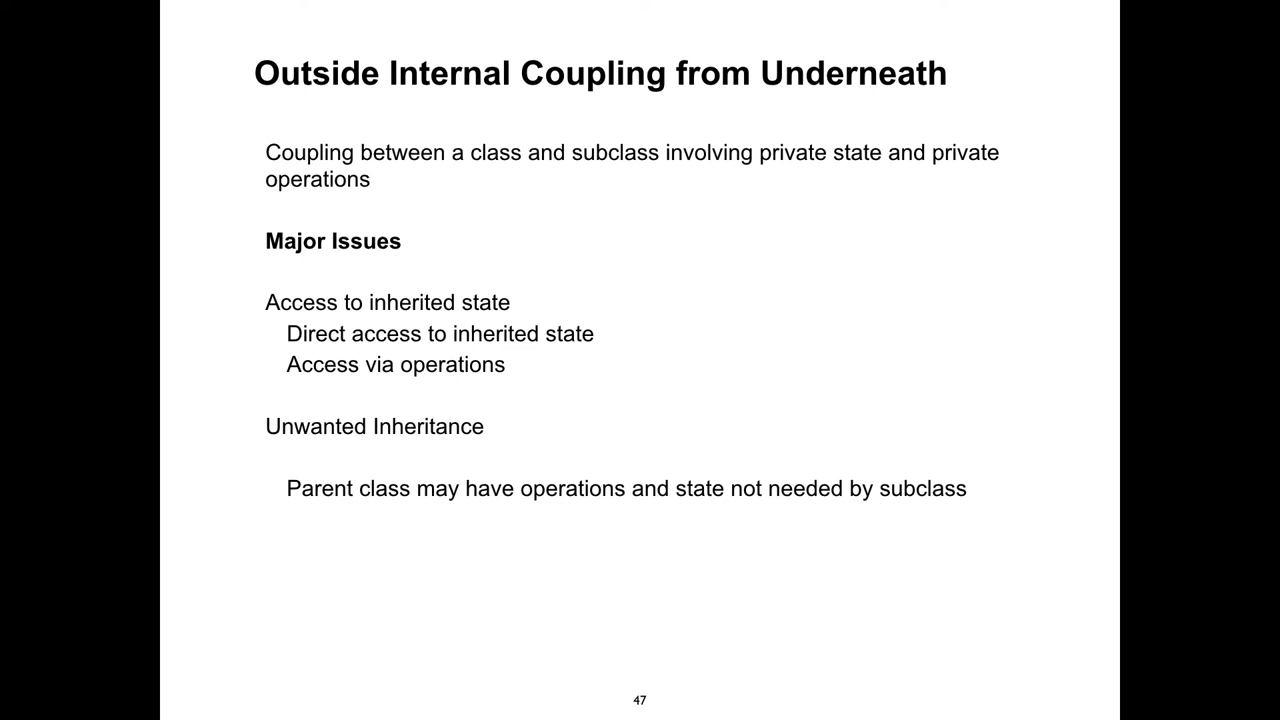 Outside Internal Coupling from Underneath
Coupling between a class and subclass involving private state and private
operations
Major Issues
Access to inherited state
Direct access to inherited state
Access via operations
Unwanted Inheritance
Parent class may have operations and state not needed by subclass
47